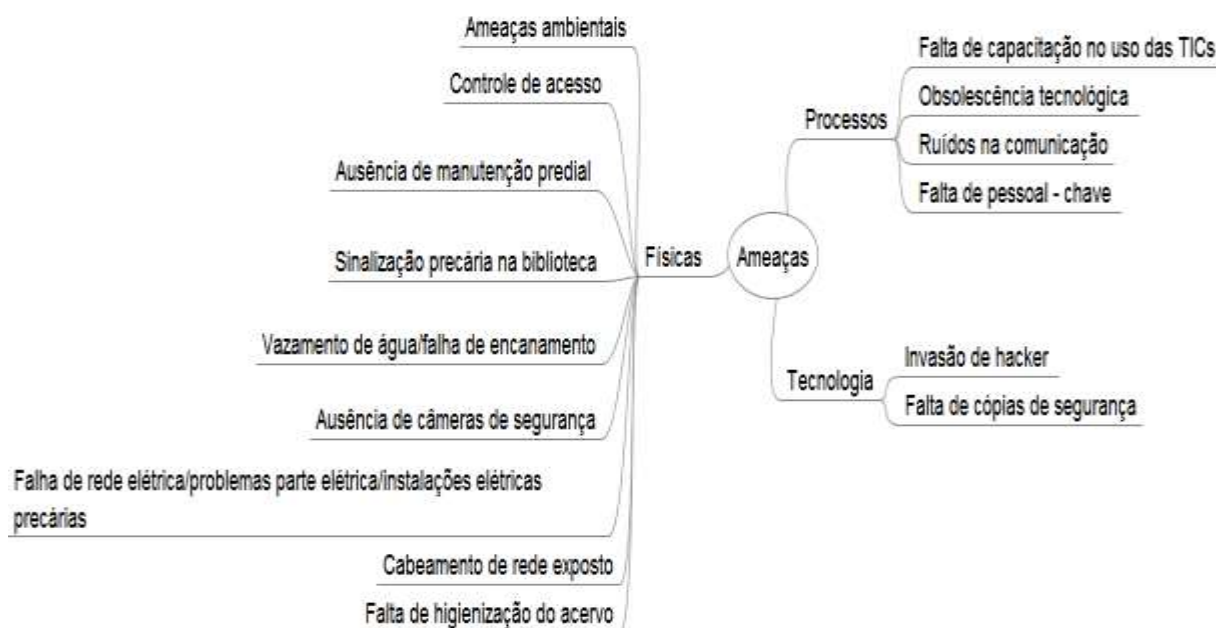 Ameaças
Físicas
Ameaças ambientais
Controle de acesso
Ausência de manutenção predial
Sinalização precária na biblioteca
Vazamento de água/falha de encanamento
Ausência de câmeras de segurança
Falha de rede elétrica/problemas parte elétrica/instalações elétricas
precárias
Cabeamento de rede exposto
Falta de higienização do acervo
Processos
Falta de capacitação no uso das TICs
Obsolescência tecnológica
Ruídos na comunicação
Falta de pessoal - chave
Tecnologia
Invasão de hacker
Falta de cópias de segurança